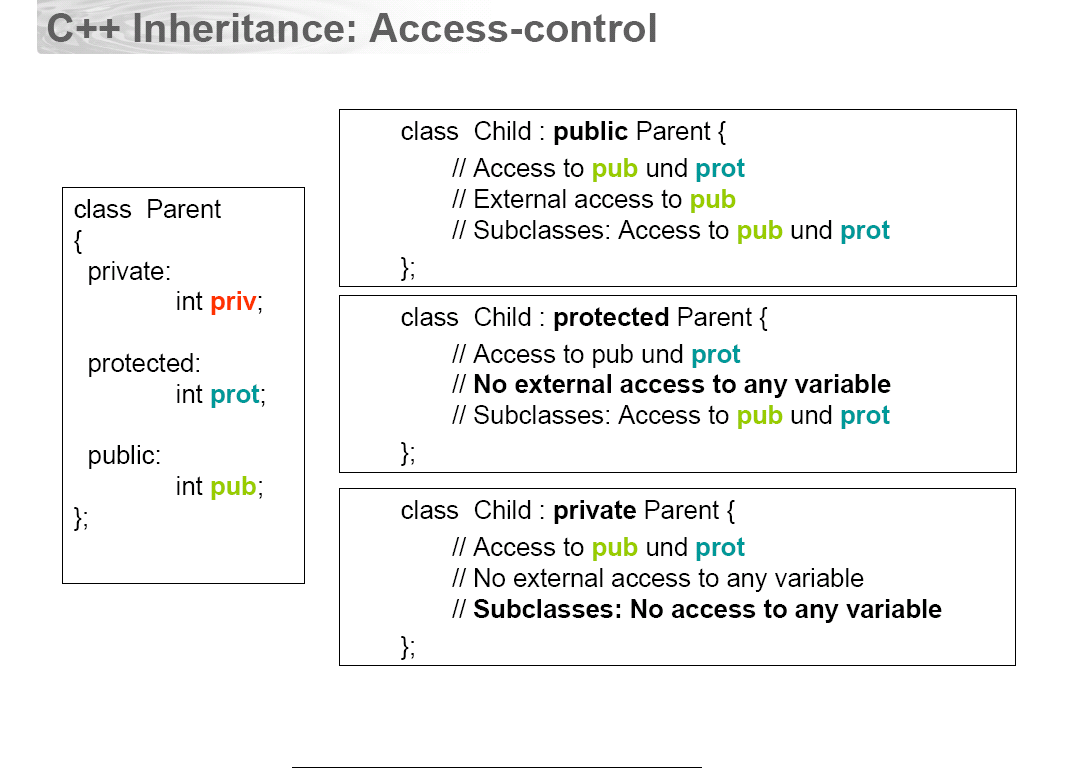 C++ Inheritance: Access-control
class Parent
{
private:
int priv;
protected:
int prot;
public:
int pub;
};
class Child : public Parent {
// Access to pub und prot
// External access to pub
// Subclasses: Access to pub und prot
};
class Child : protected Parent {
// Access to pub und prot
// No external access to any variable
// Subclasses: Access to pub und prot
};
class Child : private Parent {
// Access to pub und prot
// No external access to any variable
// Subclasses: No access to any variable
};